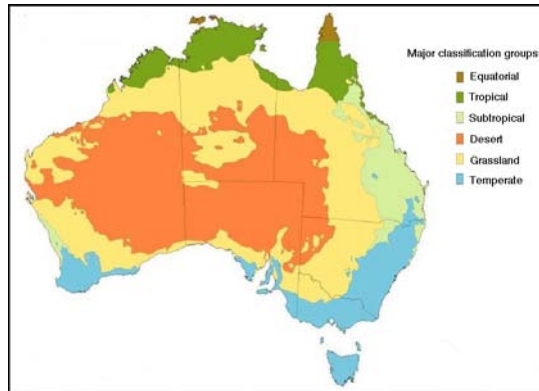 Major classification groups
Equatorial
Tropical
Subtropical
Desert
Grassland
Temperate